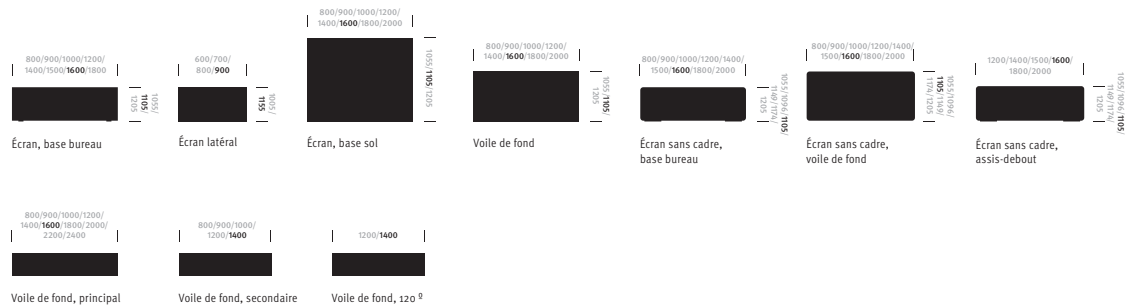 800/900/1000/1200/
1400/1500/1600/1800
1055/
1105/
1205
Écran, base bureau
600/700/
800/900
1005/
1155
Écran latéral
800/900/1000/1200/
1400/1600/1800/2000
1055/1105/1205
Écran, base sol
800/900/1000/1200/
1400/1600/1800/2000
1055/1105/
1205
Voile de fond
800/900/1000/1200/1400/
1500/1600/1800/2000
1055/1096/1105/
1149/1174/
1205
Écran sans cadre,
base bureau
800/900/1000/1200/1400/
1500/1600/1800/2000
1055/1096/
1105/1149/
1174/1205
Écran sans cadre,
voile de fond
1200/1400/1500/1600/
1800/2000
1055/1096/1105/
1149/1174/
1205
Écran sans cadre,
assis-debout
800/900/1000/1200/
1400/1600/1800/2000/
2200/2400
Voile de fond, principal
800/900/1000/
1200/1400
Voile de fond, secondaire
1200/1400
Voile de fond, 120 º